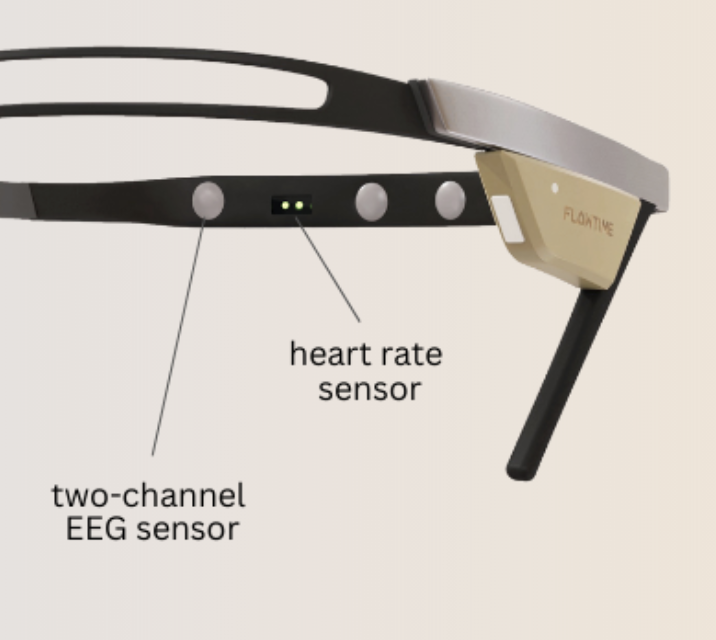 FLOWTIME
heart rate
sensor
two-channel
EEG sensor